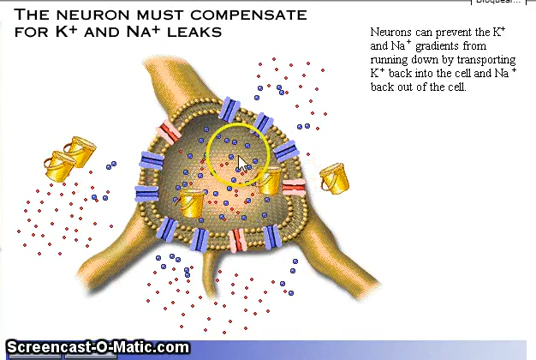 Bloquear...
THE NEURON MUST COMPENSATE
FOR K+ AND Na+ LEAKS
Neurons can prevent the K+
and Na+ gradients from
running down by transporting
K+ back into the cell and Na+
back out of the cell.
Screencast-O-Matic.com